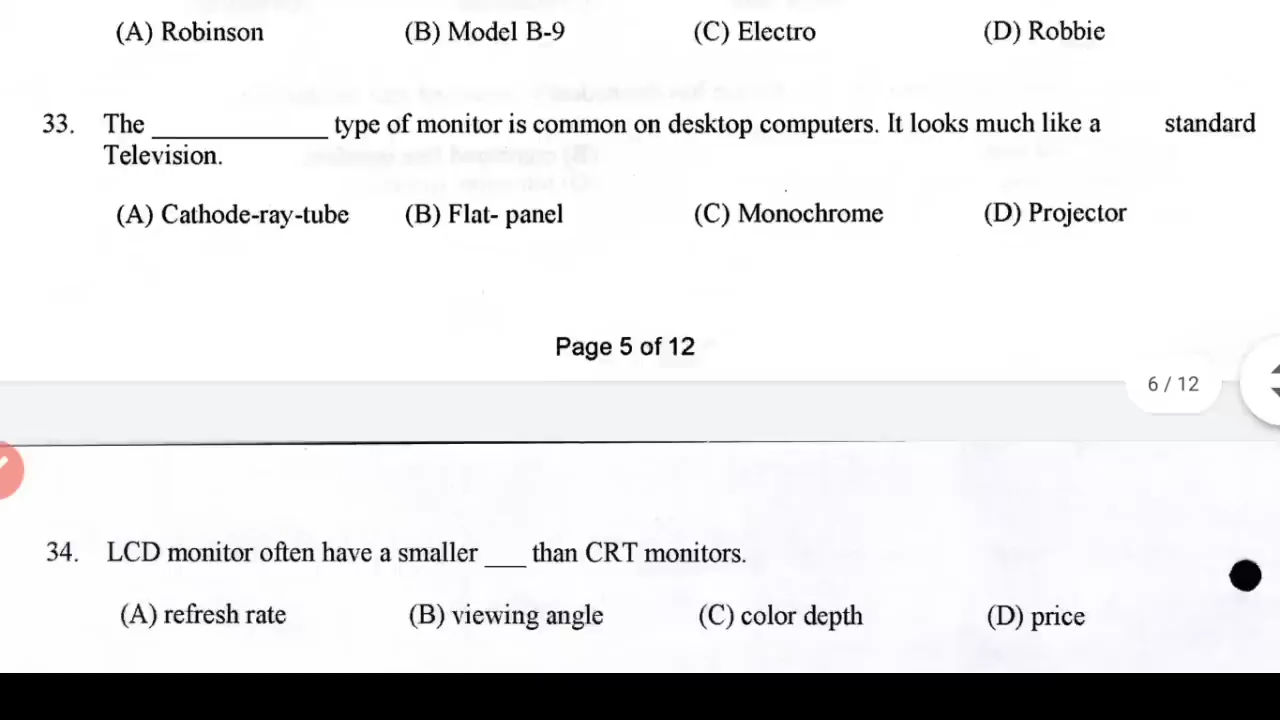 (A) Robinson (B) Model B-9 (C) Electro (D) Robbie
33. The ______________ type of monitor is common on desktop computers. It looks much like a standard
Television.
(A) Cathode-ray-tube (B) Flat- panel (C) Monochrome (D) Projector
Page 5 of 12
6 / 12
34. LCD monitor often have a smaller ___ than CRT monitors.
(A) refresh rate (B) viewing angle (C) color depth (D) price